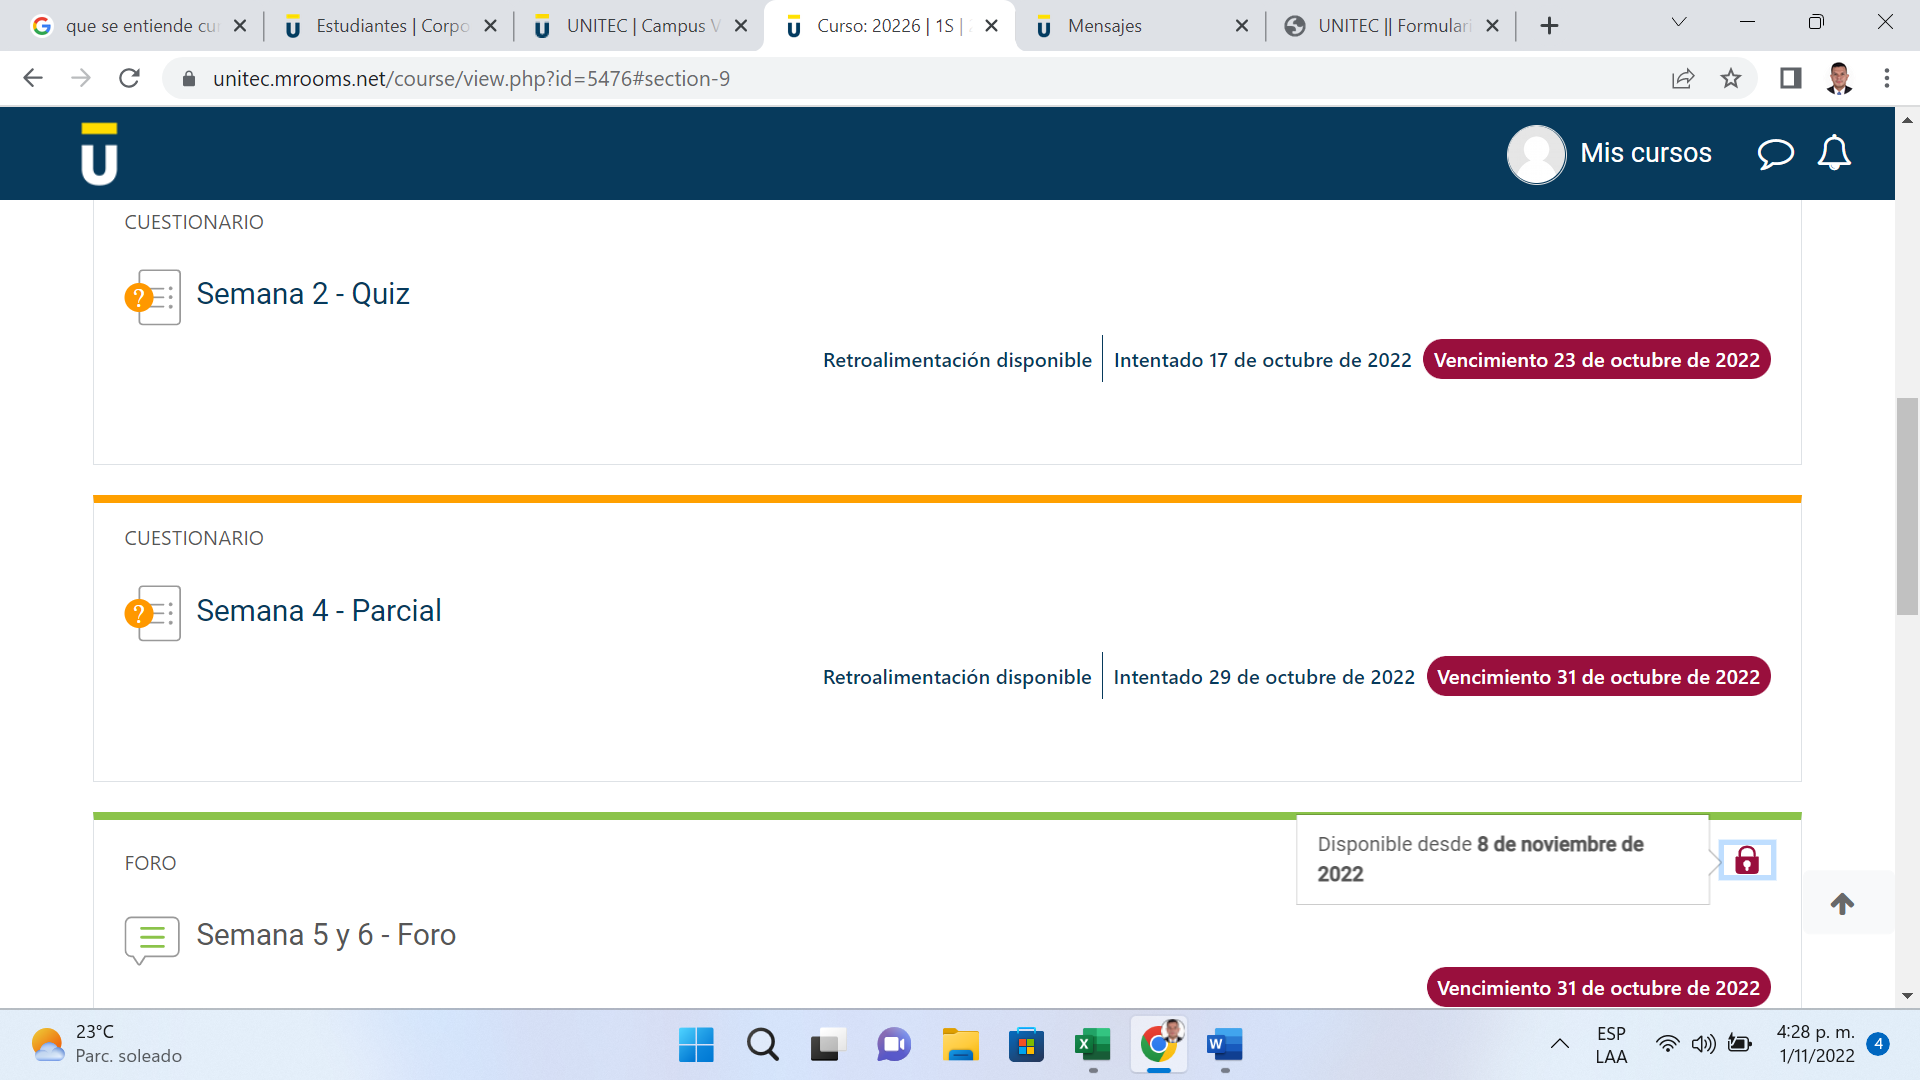 que se entiende cu
Estudiantes | Corpo
UNITEC | Campus V
Curso: 20226 | 1S |
Mensajes
UNITEC || Formular
unitec.mrooms.net/course/view.php?id=5476#section-9
Mis cursos
CUESTIONARIO
Semana 2 - Quiz
Retroalimentación disponible
Intentado 17 de octubre de 2022
Vencimiento 23 de octubre de 2022
CUESTIONARIO
Semana 4 - Parcial
Retroalimentación disponible
Intentado 29 de octubre de 2022
Vencimiento 31 de octubre de 2022
Disponible desde 8 de noviembre de
2022
FORO
Semana 5 y 6 - Foro
Vencimiento 31 de octubre de 2022
23°C
Parc. soleado
ESP
LAA
4:28 p. m.
1/11/2022
4